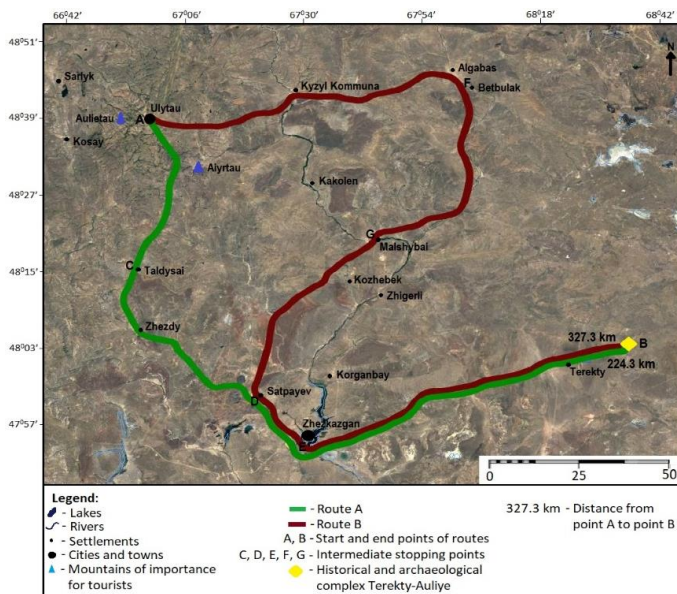 66°42' 67°06' 67°30' 67°54' 68°18' 68°42'
48°51'
48°39'
48°27'
48°15'
48°03'
47°57'
N
Sarlyk
Algabas
Kyzyl Kommuna
F
Betbulak
Ulytau
Aulietau
A
Kosay
Aiyrtau
Kakolen
G
Malshybai
C
Taldysai
Kozhebek
Zhigerli
Zhezdy
327.3 km
B
224.3 km
Terekty
Korganbay
Satpayev
D
Zhezkazgan
E
0 25 50
Legend:
- Lakes
- Rivers
- Settlements
- Cities and towns
- Mountains of importance
for tourists
- Route A
- Route B
A, B - Start and end points of routes
C, D, E, F, G - Intermediate stopping points
- Historical and archaeological
complex Terekty-Auliye
327.3 km - Distance from
point A to point B